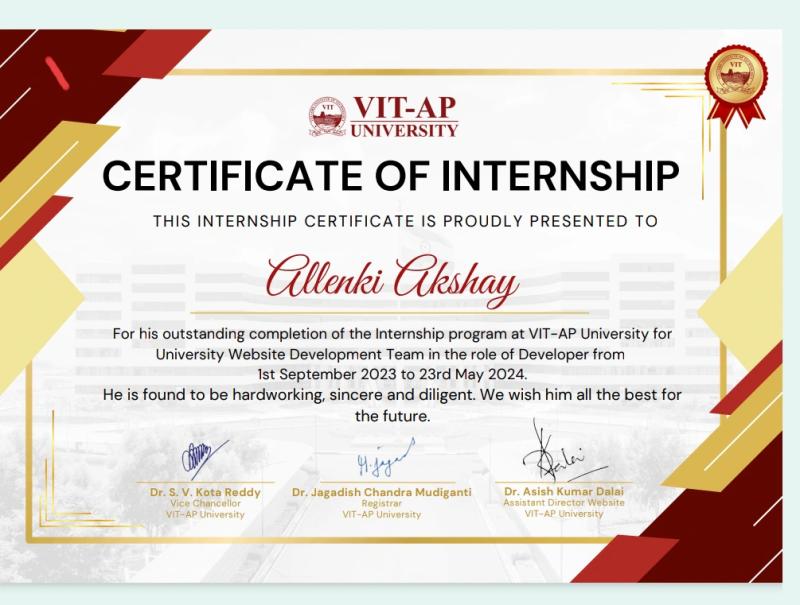 VIT-AP
UNIVERSITY
CERTIFICATE OF INTERNSHIP
THIS INTERNSHIP CERTIFICATE IS PROUDLY PRESENTED TO
Allenki Akshay
For his outstanding completion of the Internship program at VIT-AP University for
University Website Development Team in the role of Developer from
1st September 2023 to 23rd May 2024.
He is found to be hardworking, sincere and diligent. We wish him all the best for
the future.
Dr. S. V. Kota Reddy
Vice Chancellor
VIT-AP University
Dr. Jagadish Chandra Mudiganti
Registrar
VIT-AP University
Dr. Asish Kumar Dalai
Assistant Director Website
VIT-AP University